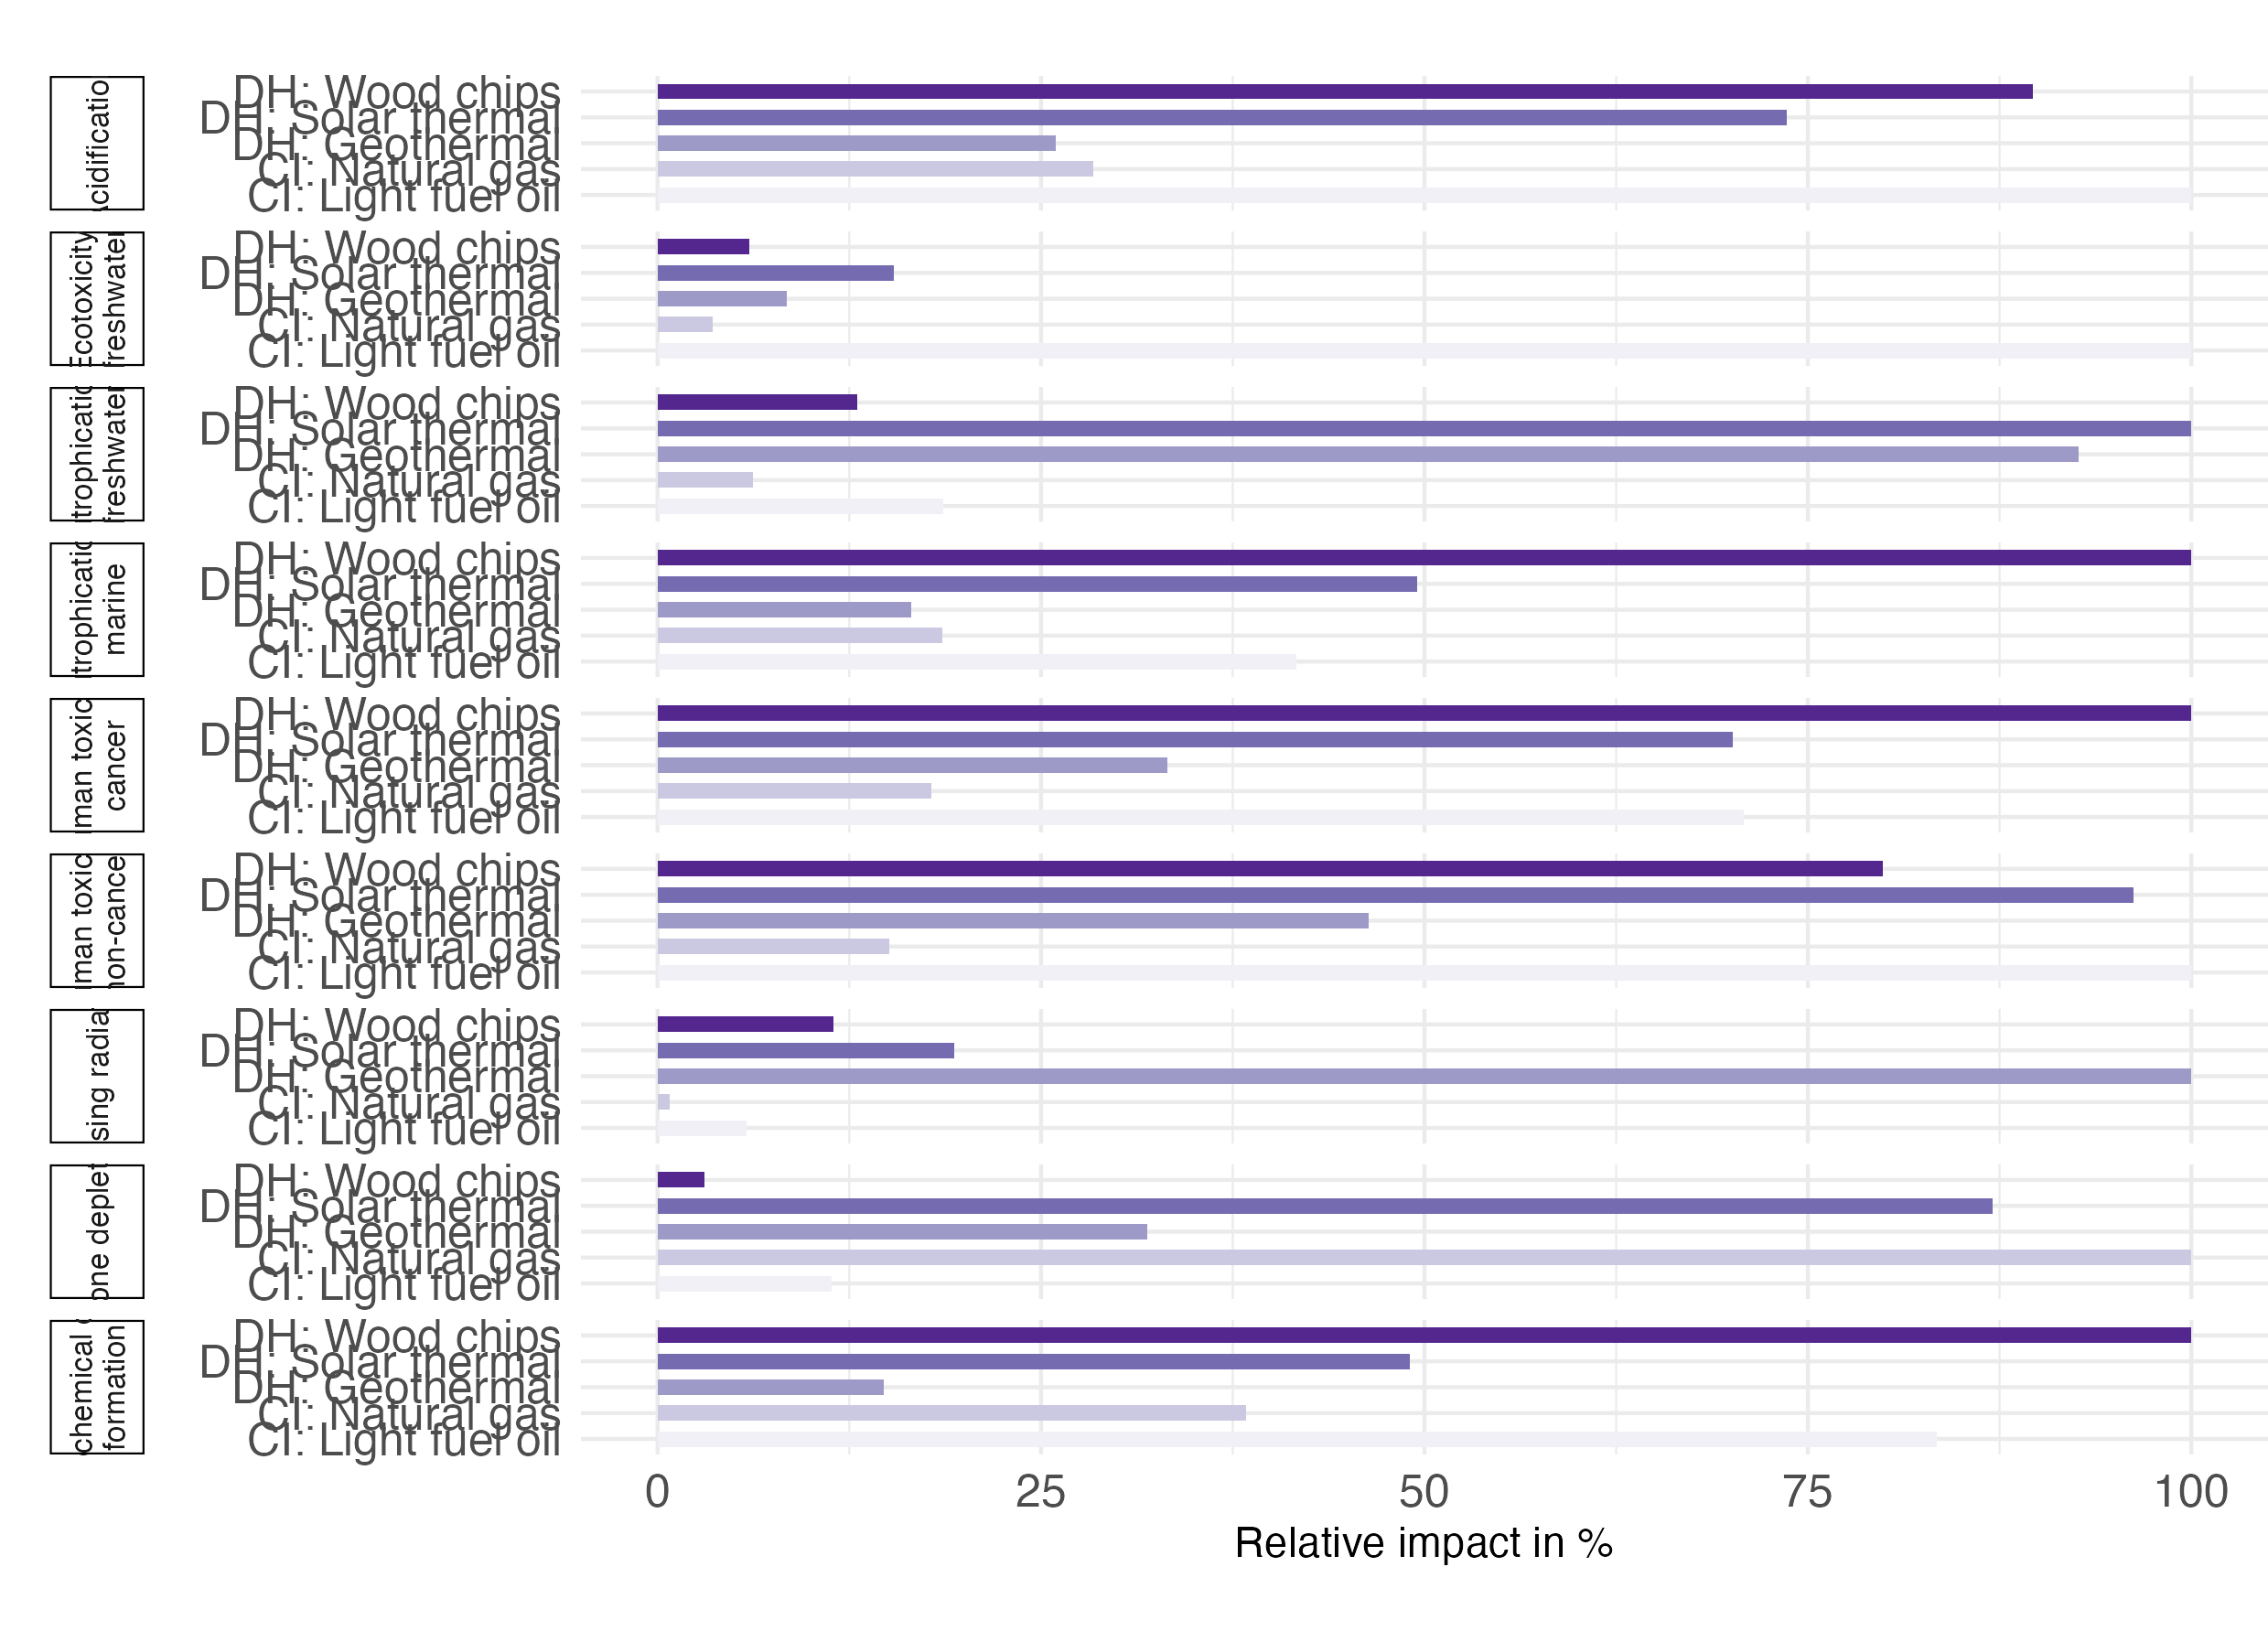 cidificatio
DH: Wood chips
DH: Solar thermal
DH: Geothermal
CI: Natural gas
CI: Light fuel oil
Ecotoxicity
freshwater
DH: Wood chips
DH: Solar thermal
DH: Geothermal
CI: Natural gas
CI: Light fuel oil
trophicatio
freshwater
DH: Wood chips
DH: Solar thermal
DH: Geothermal
CI: Natural gas
CI: Light fuel oil
trophicatio
marine
DH: Wood chips
DH: Solar thermal
DH: Geothermal
CI: Natural gas
CI: Light fuel oil
man toxic
cancer
DH: Wood chips
DH: Solar thermal
DH: Geothermal
CI: Natural gas
CI: Light fuel oil
man toxic
non-cance
DH: Wood chips
DH: Solar thermal
DH: Geothermal
CI: Natural gas
CI: Light fuel oil
sing radia
DH: Wood chips
DH: Solar thermal
DH: Geothermal
CI: Natural gas
CI: Light fuel oil
one deplet
DH: Wood chips
DH: Solar thermal
DH: Geothermal
CI: Natural gas
CI: Light fuel oil
chemical
formation
DH: Wood chips
DH: Solar thermal
DH: Geothermal
CI: Natural gas
CI: Light fuel oil
0 25 50 75 100
Relative impact in %